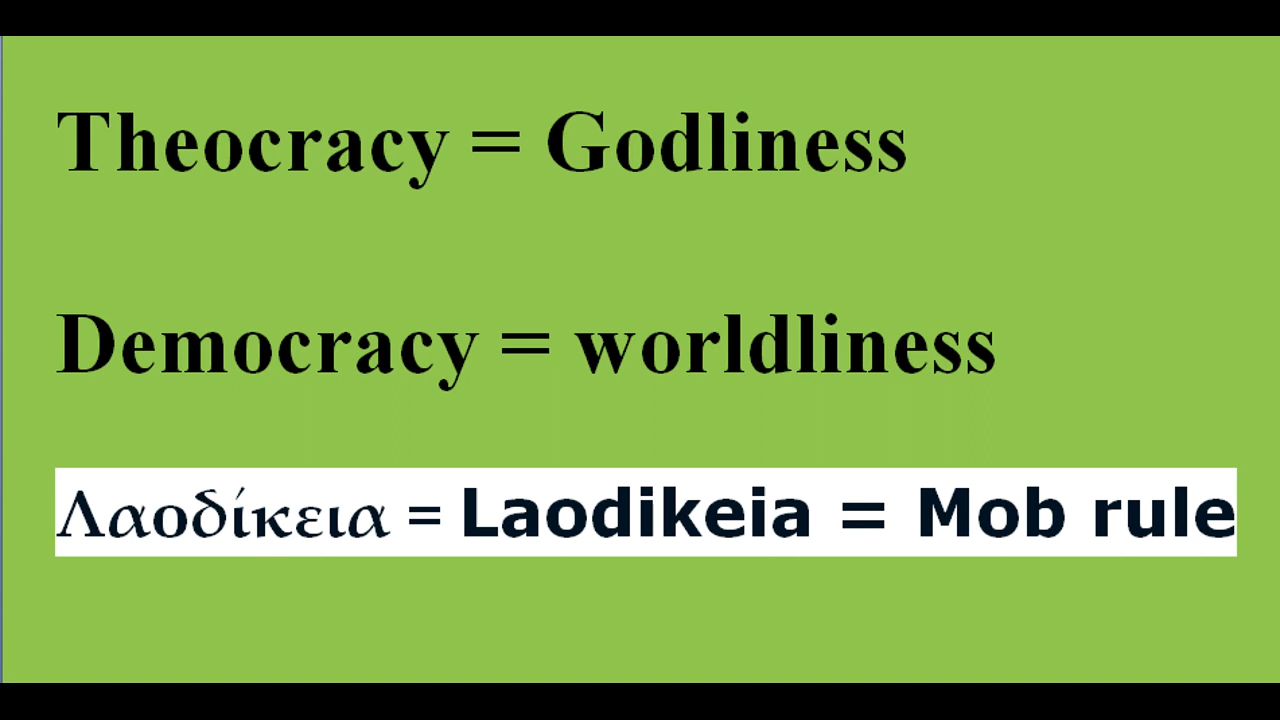 Theocracy = Godliness
Democracy = worldliness
Λαοδίκεια = Laodikeia = Mob rule